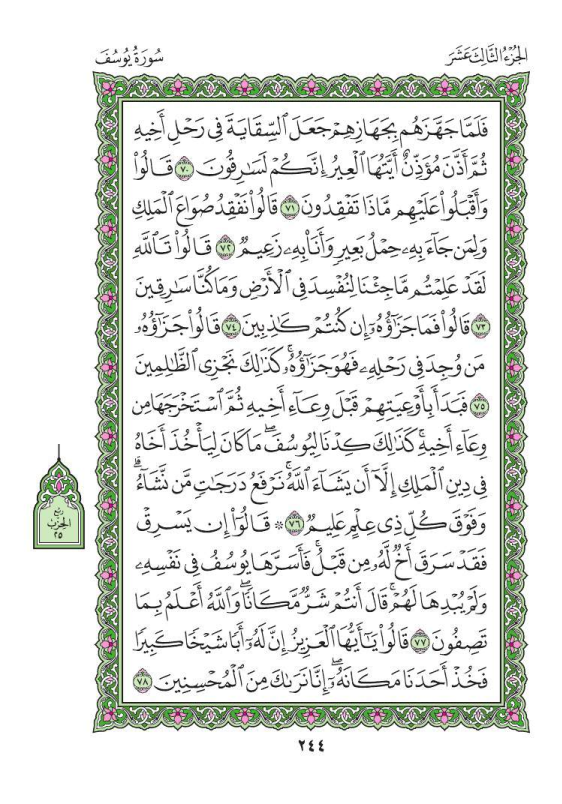 الجُزْءُ الثَّالِثَ عَشَرَ
سُورَةُ يُوسُفَ
فَلَمَّا جَهَّزَهُم بِجَهَازِهِمْ جَعَلَ ٱلسِّقَايَةَ فِى رَحْلِ أَخِيهِ
ثُمَّ أَذَّنَ مُؤَذِّنٌ أَيَّتُهَا ٱلْعِيرُ إِنَّكُمْ لَسَٰرِقُونَ ٧٠ قَالُوا۟
وَأَقْبَلُوا۟ عَلَيْهِم مَّاذَا تَفْقِدُونَ ٧١ قَالُوا۟ نَفْقِدُ صُوَاعَ ٱلْمَلِكِ
وَلِمَن جَآءَ بِهِۦ حِمْلُ بَعِيرٍ وَأَنَا۠ بِهِۦ زَعِيمٌ ٧٢ قَالُوا۟ تَٱللَّهِ
لَقَدْ عَلِمْتُم مَّا جِئْنَا لِنُفْسِدَ فِى ٱلْأَرْضِ وَمَا كُنَّا سَٰرِقِينَ
٧٣ قَالُوا۟ فَمَا جَزَٰٓؤُهُۥٓ إِن كُنتُمْ كَٰذِبِينَ ٧٤ قَالُوا۟ جَزَٰٓؤُهُۥ
مَن وُجِدَ فِى رَحْلِهِۦ فَهُوَ جَزَٰٓؤُهُۥ ۚ كَذَٰلِكَ نَجْزِى ٱلظَّٰلِمِينَ
٧٥ فَبَدَأَ بِأَوْعِيَتِهِمْ قَبْلَ وِعَآءِ أَخِيهِ ثُمَّ ٱسْتَخْرَجَهَا مِن
وِعَآءِ أَخِيهِ ۚ كَذَٰلِكَ كِدْنَا لِيُوسُفَ ۖ مَا كَانَ لِيَأْخُذَ أَخَاهُ
فِى دِينِ ٱلْمَلِكِ إِلَّآ أَن يَشَآءَ ٱللَّهُ ۚ نَرْفَعُ دَرَجَٰتٍ مَّن نَّشَآءُ ۗ
وَفَوْقَ كُلِّ ذِى عِلْمٍ عَلِيمٌ ٧٦ ۞ قَالُوٓا۟ إِن يَسْرِقْ
فَقَدْ سَرَقَ أَخٌ لَّهُۥ مِن قَبْلُ ۚ فَأَسَرَّهَا يُوسُفُ فِى نَفْسِهِۦ
وَلَمْ يُبْدِهَا لَهُمْ ۚ قَالَ أَنتُمْ شَرٌّ مَّكَانًا ۖ وَٱللَّهُ أَعْلَمُ بِمَا
تَصِفُونَ ٧٧ قَالُوا۟ يَٰٓأَيُّهَا ٱلْعَزِيزُ إِنَّ لَهُۥٓ أَبًا شَيْخًا كَبِيرًا
فَخُذْ أَحَدَنَا مَكَانَهُۥٓ ۖ إِنَّا نَرَىٰكَ مِنَ ٱلْمُحْسِنِينَ ٧٨
ربع
الحزب
٢٥
٢٤٤